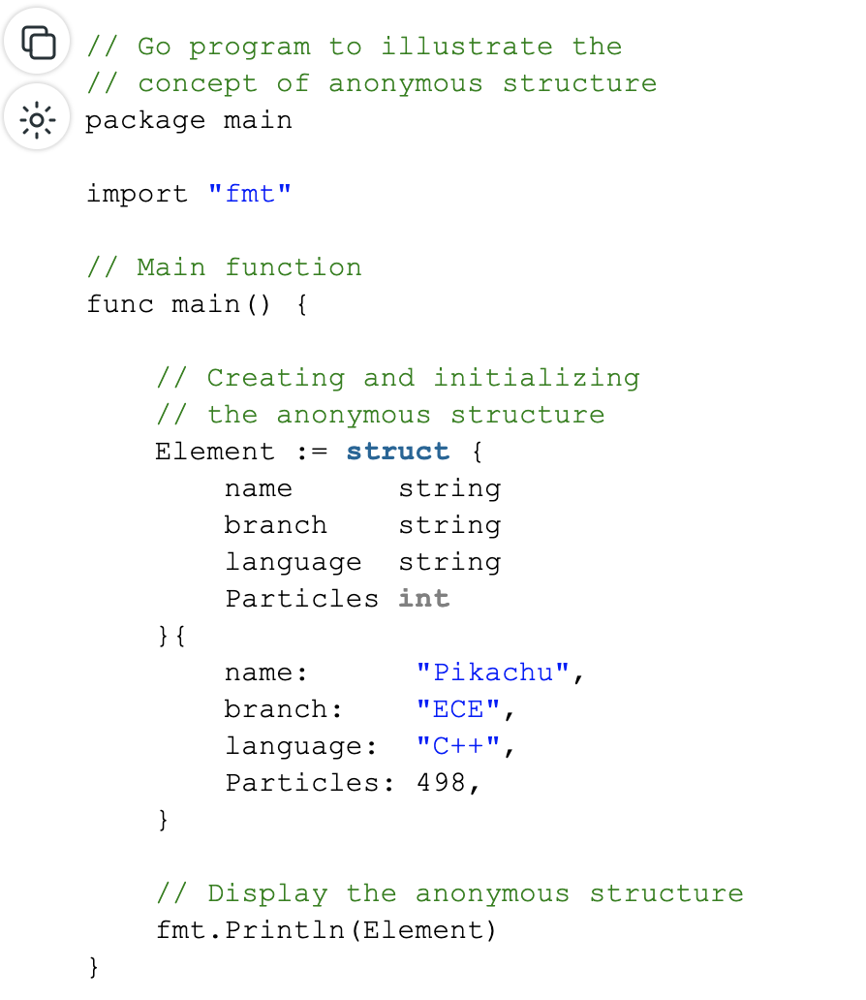 // Go program to illustrate the
// concept of anonymous structure
package main
import "fmt"
// Main function
func main() {
// Creating and initializing
// the anonymous structure
Element := struct {
name string
branch string
language string
Particles int
}{
name: "Pikachu",
branch: "ECE",
language: "C++",
Particles: 498,
}
// Display the anonymous structure
fmt.Println(Element)
}